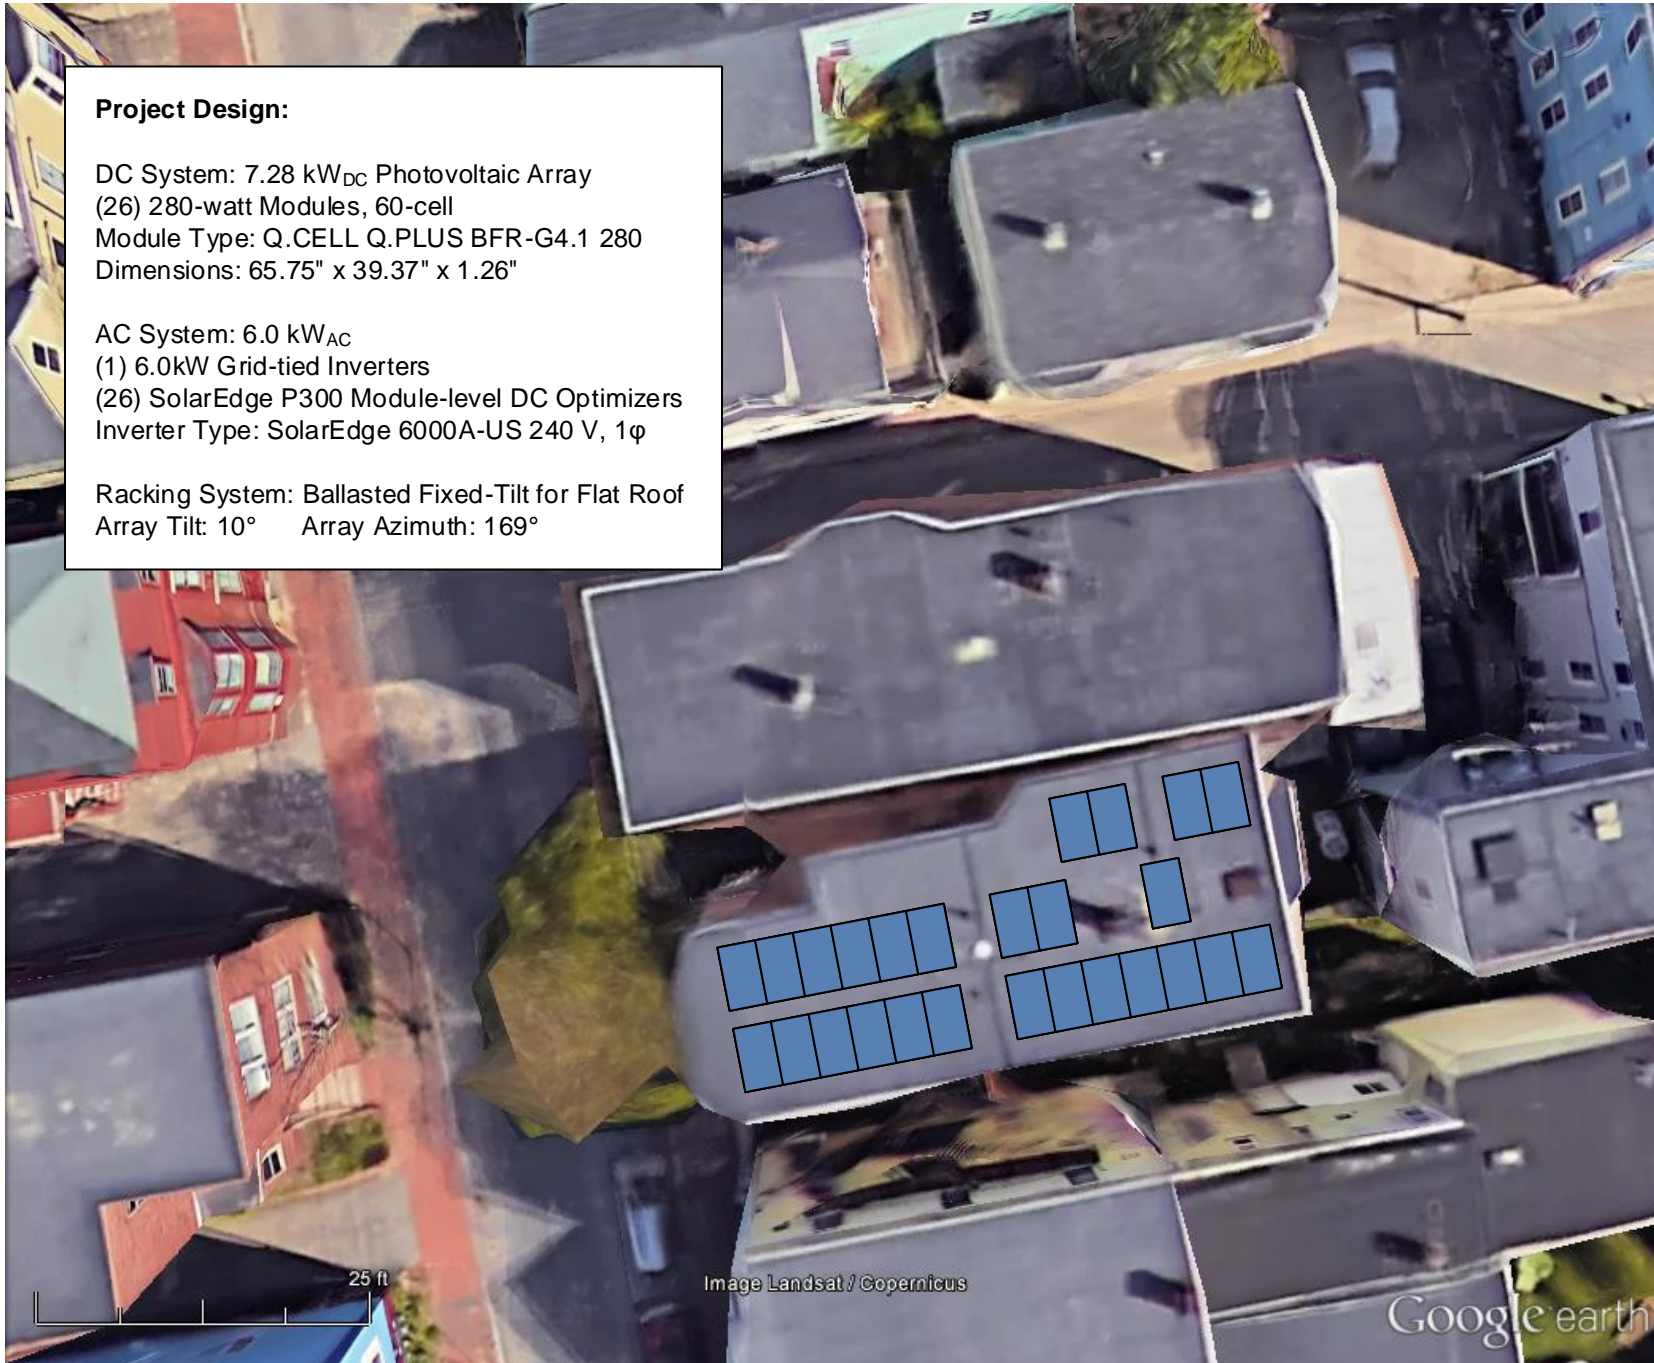 Project Design:
DC System: 7.28 kWDC Photovoltaic Array
(26) 280-watt Modules, 60-cell
Module Type: Q.CELL Q.PLUS BFR-G4.1 280
Dimensions: 65.75" x 39.37" x 1.26"
AC System: 6.0 kWAC
(1) 6.0kW Grid-tied Inverters
(26) SolarEdge P300 Module-level DC Optimizers
Inverter Type: SolarEdge 6000A-US 240 V, 1φ
Racking System: Ballasted Fixed-Tilt for Flat Roof
Array Tilt: 10° Array Azimuth: 169°
25 ft
Image Landsat / Copernicus
Google earth